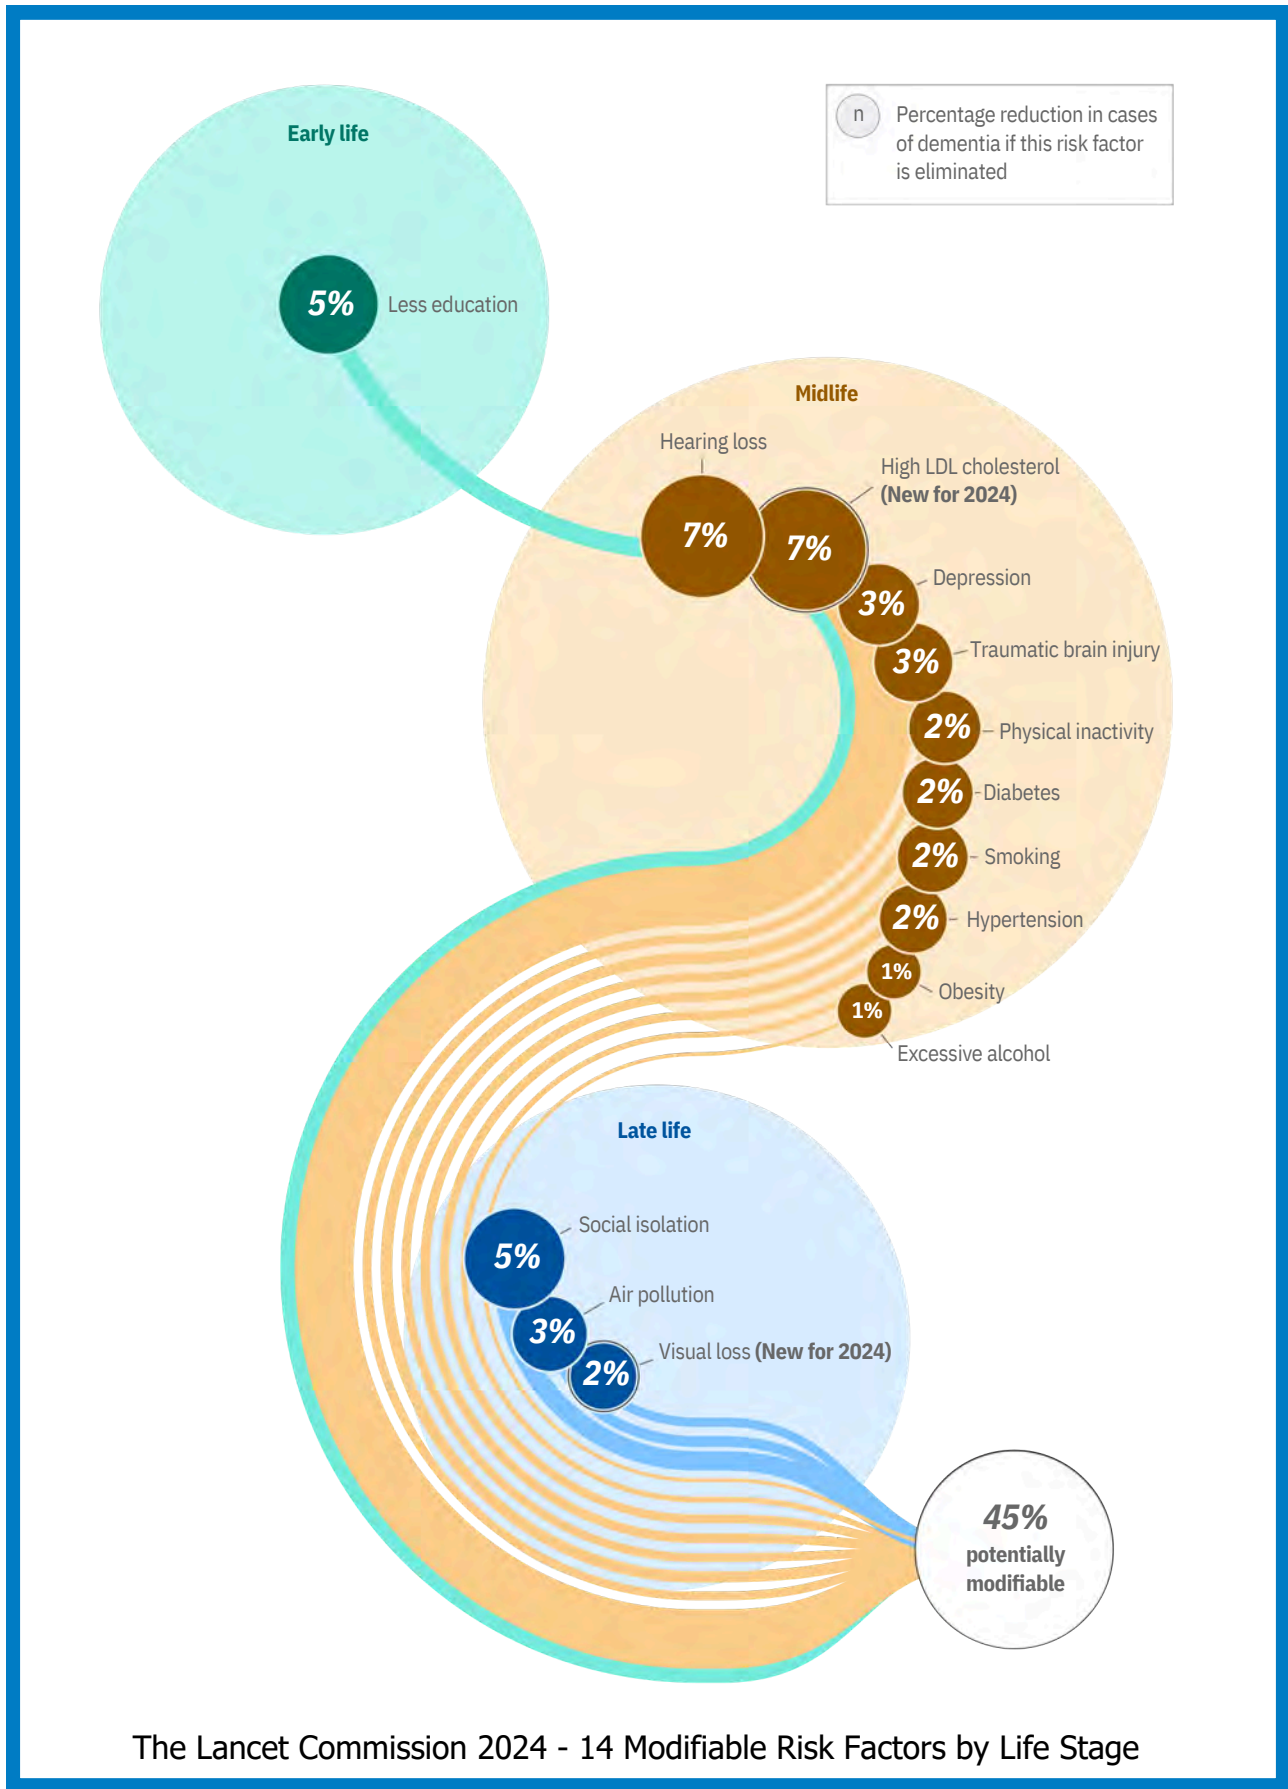 Early life
n
Percentage reduction in cases
of dementia if this risk factor
is eliminated
5%
Less education
Midlife
Hearing loss
High LDL cholesterol
(New for 2024)
7%
7%
Depression
3%
Traumatic brain injury
3%
2%
Physical inactivity
2%
Diabetes
2%
Smoking
2%
Hypertension
1%
Obesity
1%
Excessive alcohol
Late life
Social isolation
5%
Air pollution
3%
Visual loss (New for 2024)
2%
45%
potentially
modifiable
The Lancet Commission 2024 - 14 Modifiable Risk Factors by Life Stage